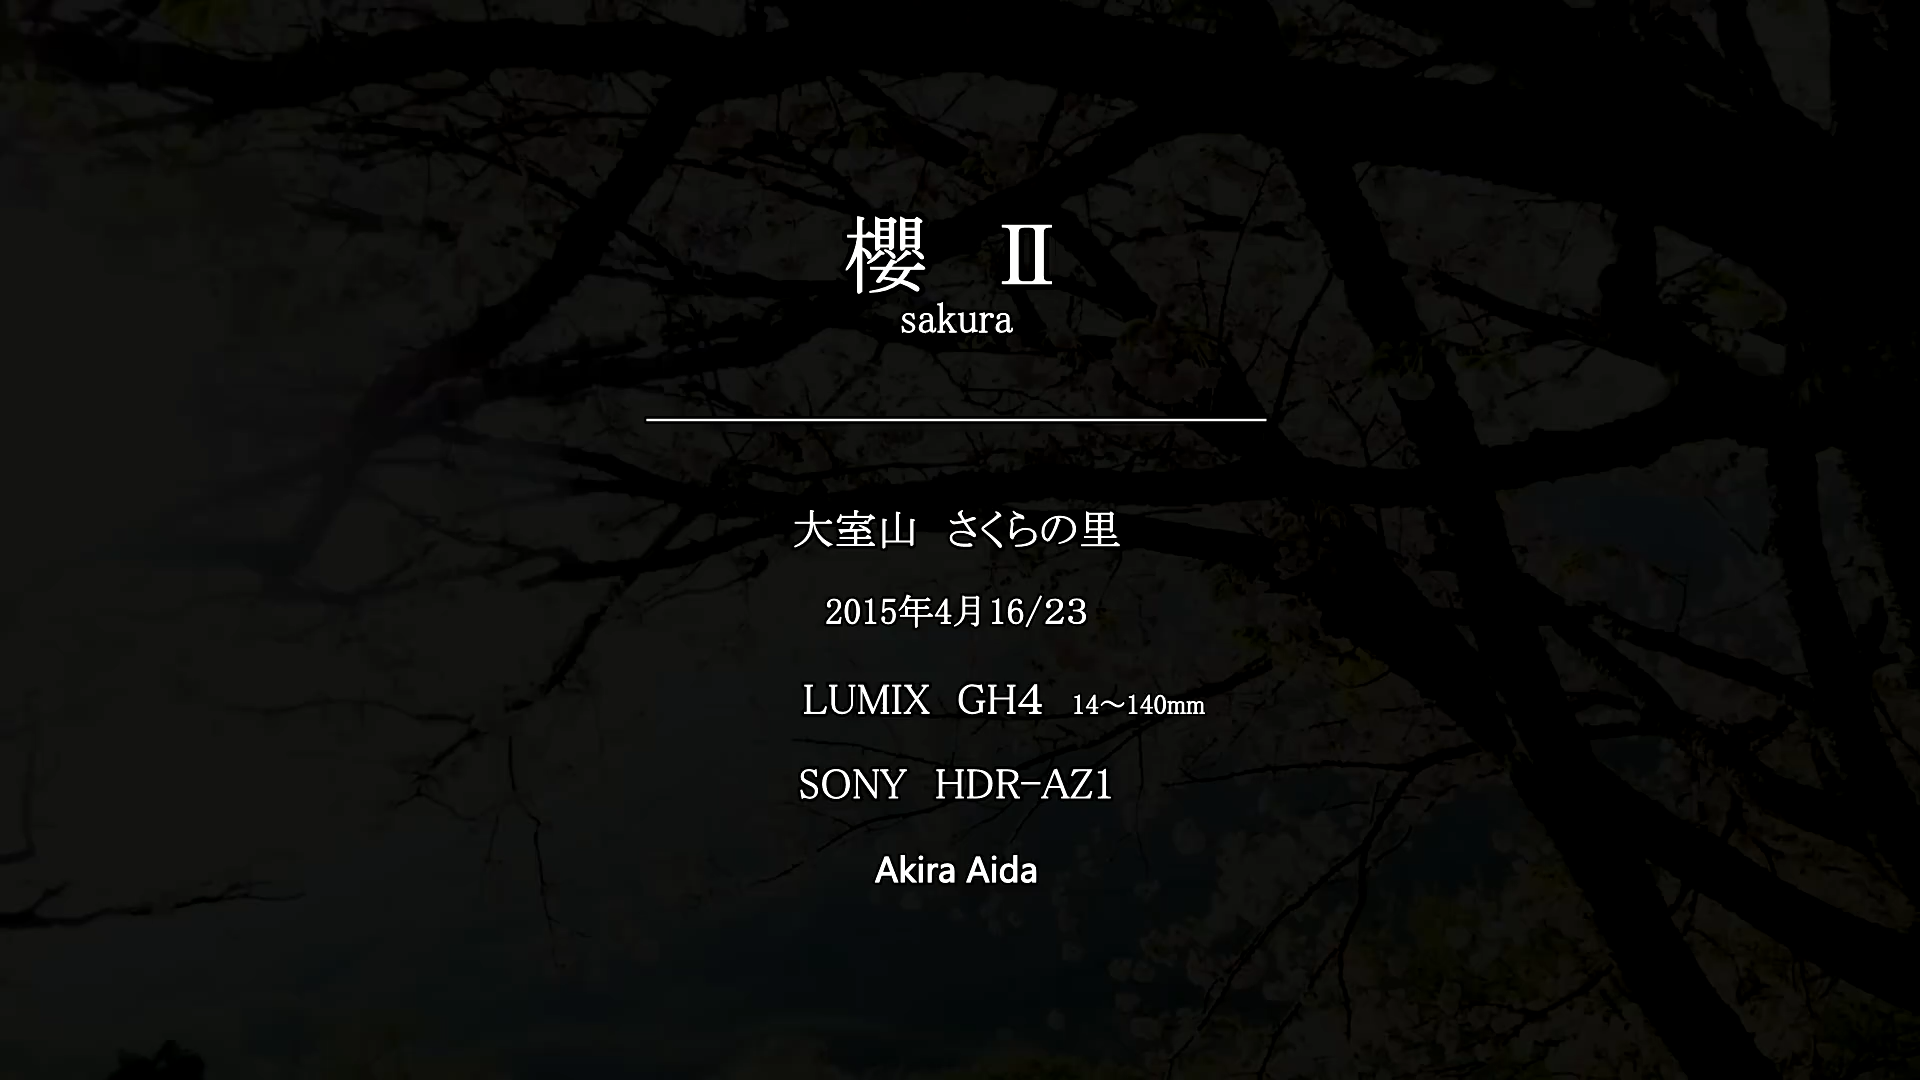 櫻　Ⅱ
sakura
大室山　さくらの里
2015年4月16/23
LUMIX　GH4　14～140mm
SONY　HDR-AZ1
Akira Aida